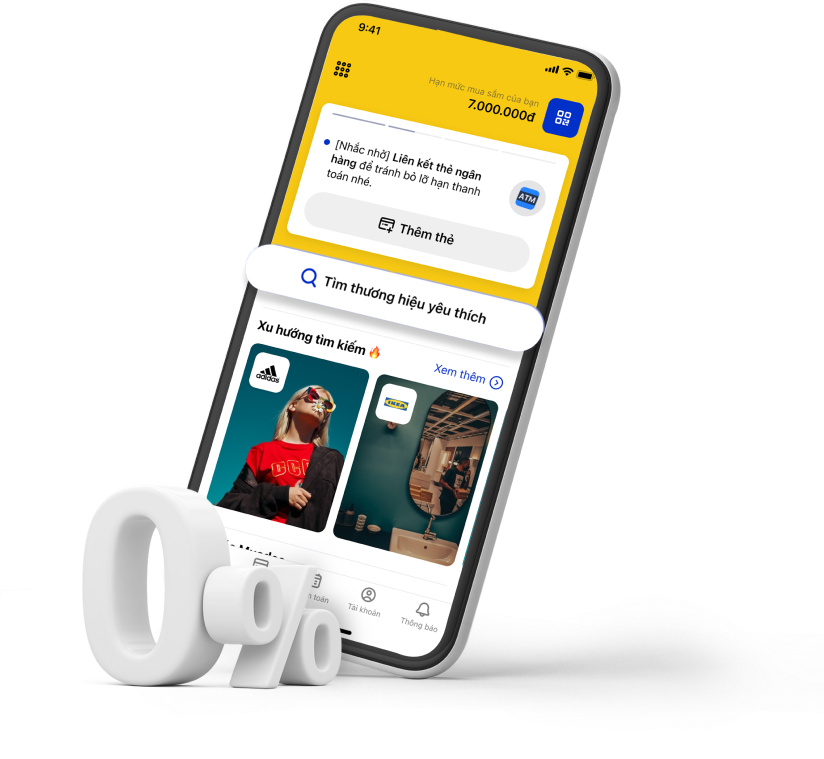 9:41
Hạn mức mua sắm của bạn
7.000.000đ
[Nhắc nhở] Liên kết thẻ ngân
hàng để tránh bỏ lỡ hạn thanh
toán nhé.
ATM
Thêm thẻ
Tìm thương hiệu yêu thích
Xu hướng tìm kiếm 🔥
Xem thêm
adidas
IKEA
toán
Tài khoản
Thông báo
0%